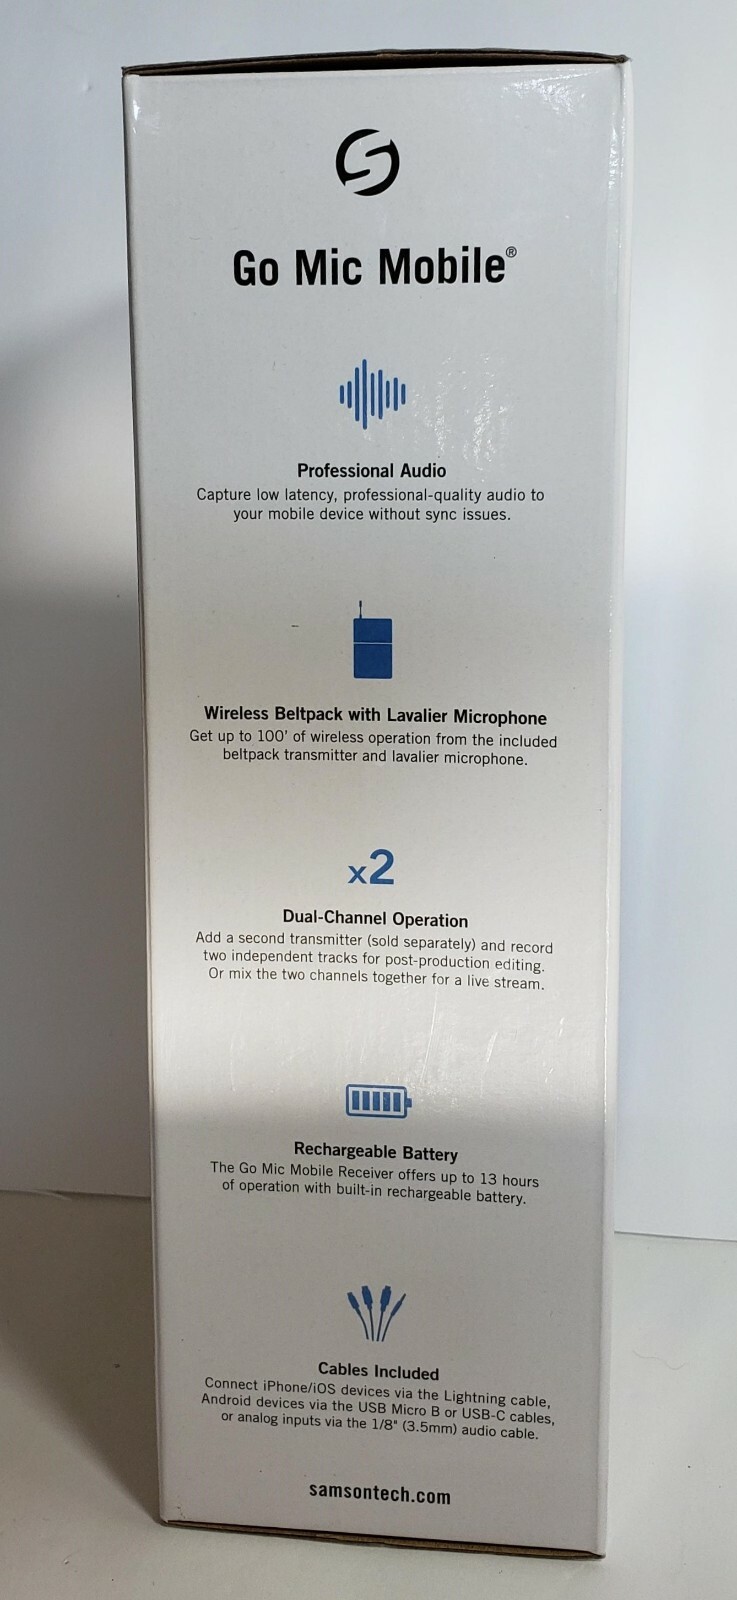 Go Mic Mobile®
Professional Audio
Capture low latency, professional-quality audio to
your mobile device without sync issues.
Wireless Beltpack with Lavalier Microphone
Get up to 100' of wireless operation from the included
beltpack transmitter and lavalier microphone.
x2
Dual-Channel Operation
Add a second transmitter (sold separately) and record
two independent tracks for post-production editing.
Or mix the two channels together for a live stream.
Rechargeable Battery
The Go Mic Mobile Receiver offers up to 13 hours
of operation with built-in rechargeable battery.
Cables Included
Connect iPhone/iOS devices via the Lightning cable,
Android devices via the USB Micro B or USB-C cables,
or analog inputs via the 1/8" (3.5mm) audio cable.
samsontech.com